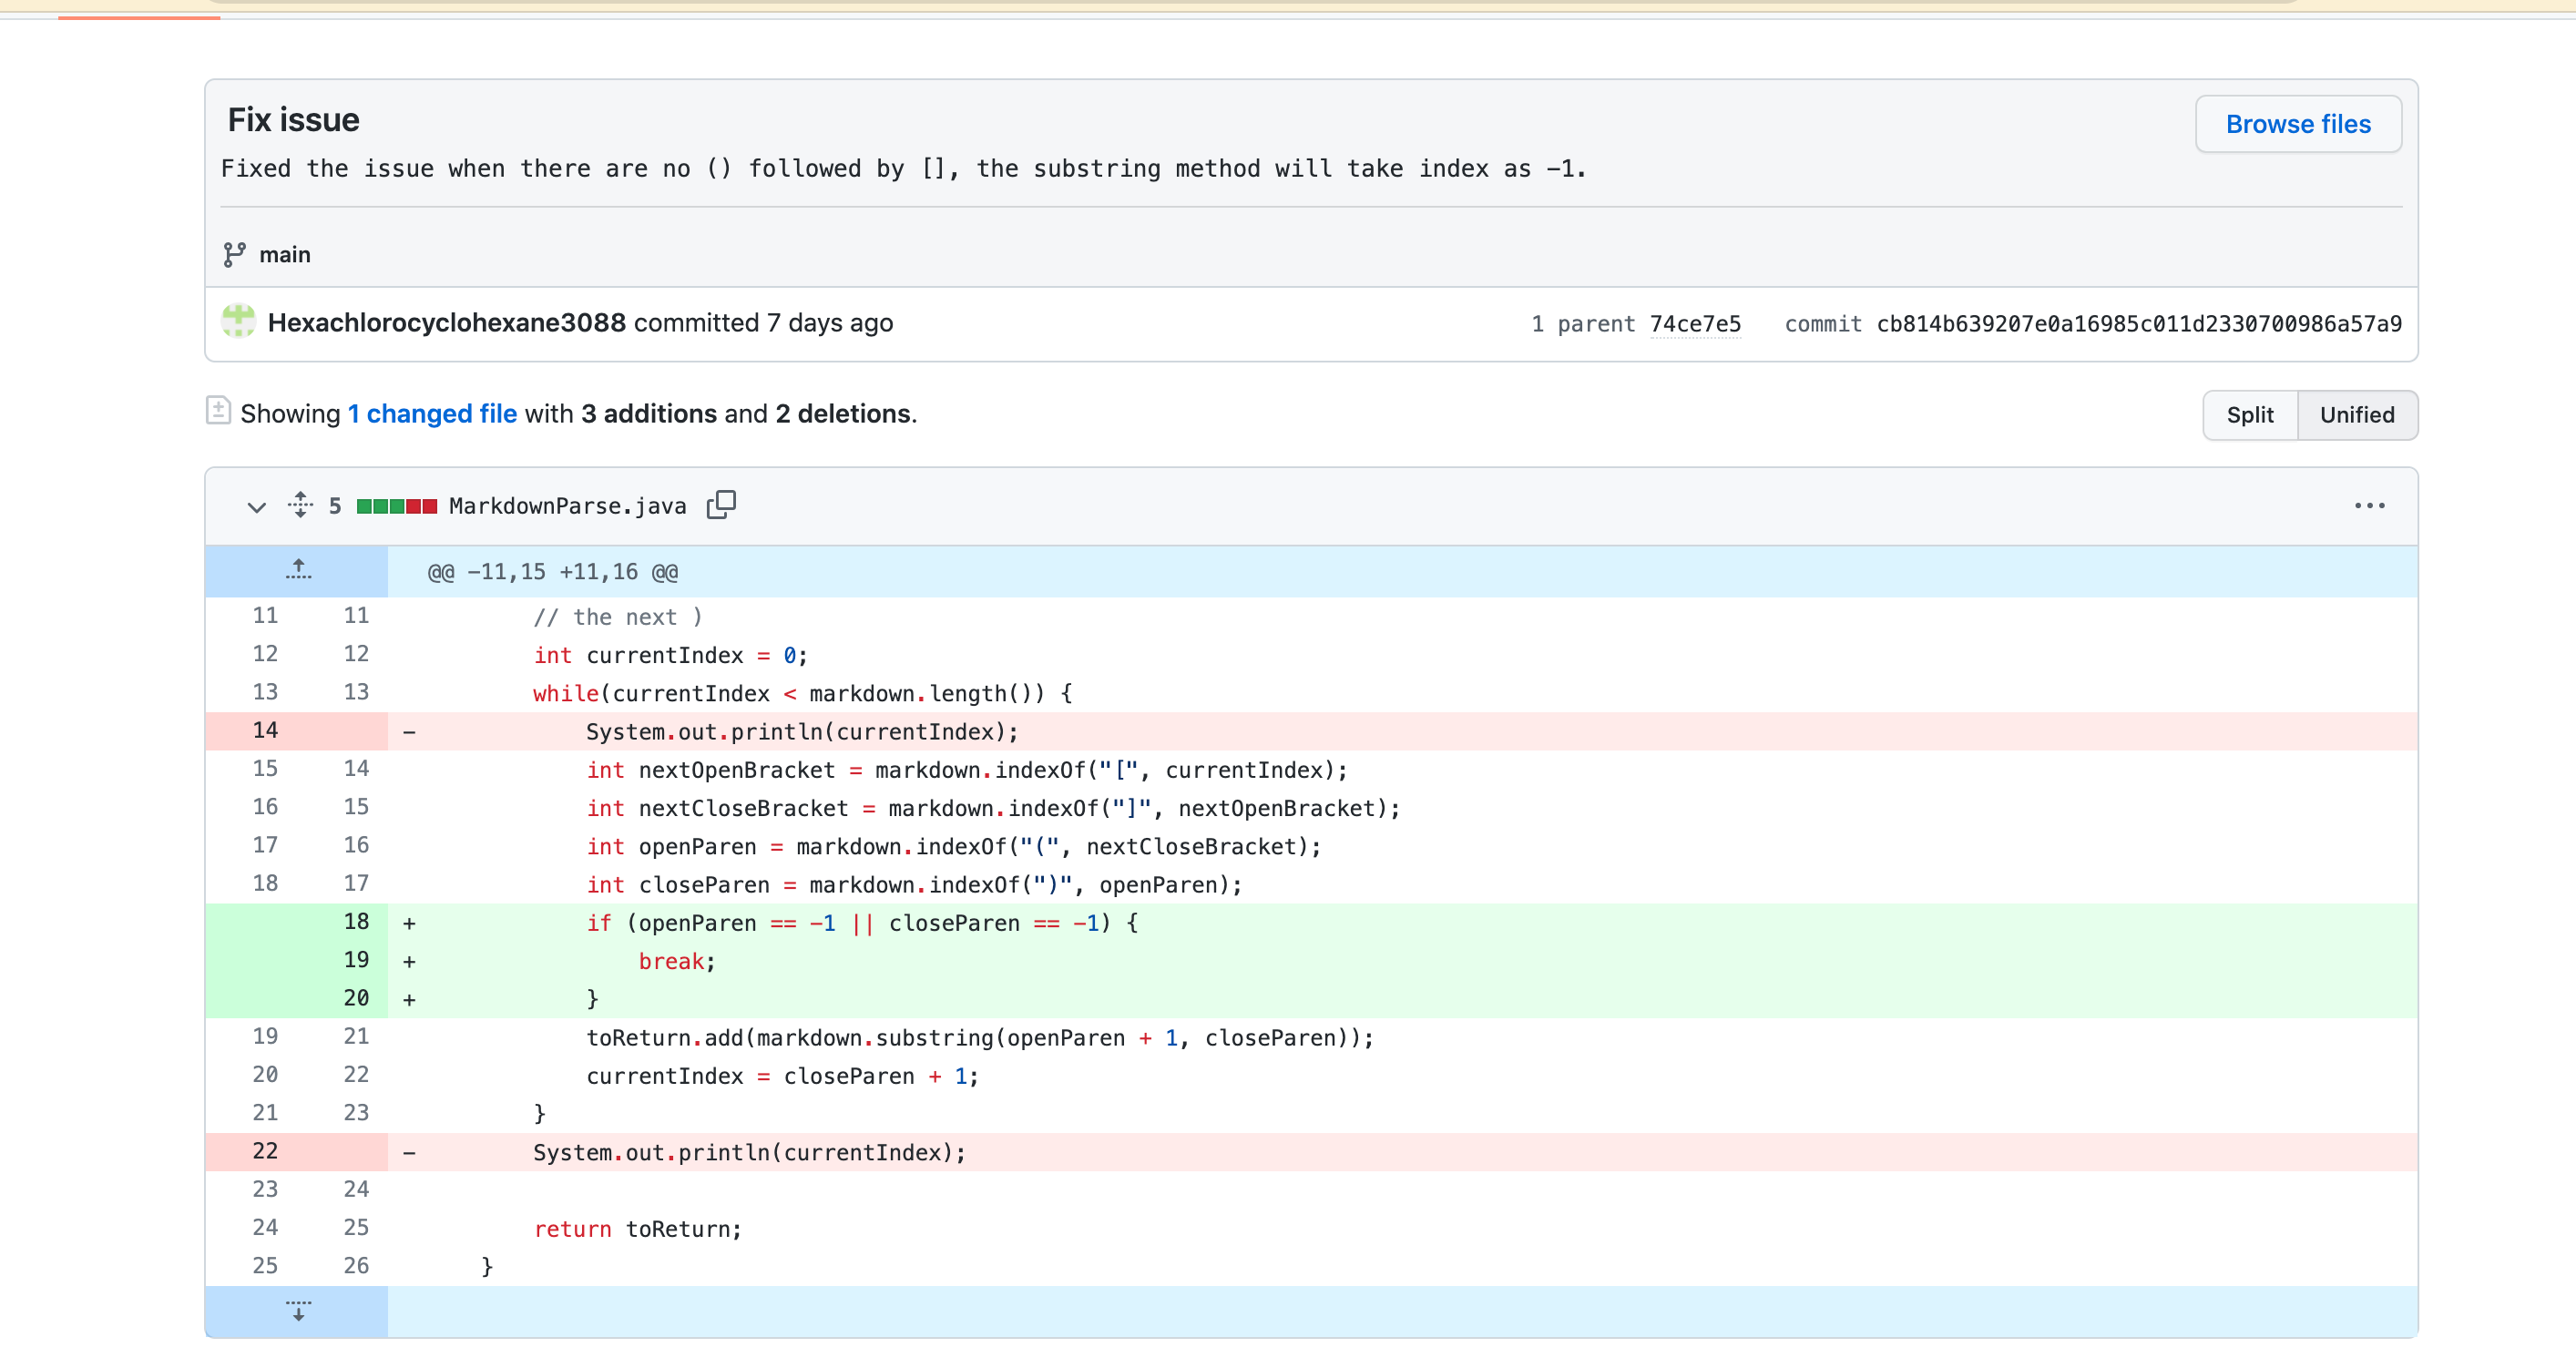 Fix issue
Browse files
Fixed the issue when there are no () followed by [], the substring method will take index as -1.
main
Hexachlorocyclohexane3088 committed 7 days ago
1 parent 74ce7e5 commit cb814b639207e0a16985c011d2330700986a57a9
Showing 1 changed file with 3 additions and 2 deletions.
Split Unified
5 MarkdownParse.java
@@ -11,15 +11,16 @@
11 11 // the next )
12 12 int currentIndex = 0;
13 13 while(currentIndex < markdown.length()) {
14 - System.out.println(currentIndex);
15 14 int nextOpenBracket = markdown.indexOf("[", currentIndex);
16 15 int nextCloseBracket = markdown.indexOf("]", nextOpenBracket);
17 16 int openParen = markdown.indexOf("(", nextCloseBracket);
18 17 int closeParen = markdown.indexOf(")", openParen);
18 + if (openParen == -1 || closeParen == -1) {
19 + break;
20 + }
19 21 toReturn.add(markdown.substring(openParen + 1, closeParen));
20 22 currentIndex = closeParen + 1;
21 23 }
22 - System.out.println(currentIndex);
23 24
24 25 return toReturn;
25 26 }